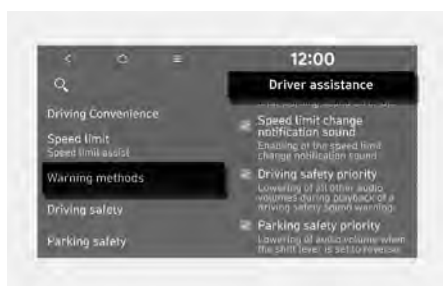 12:00
Driver assistance
Driving Convenience
Speed limit
Speed limit assist
Warning methods
Driving safety
Parking safety
Speed limit change
notification sound
Enabling of the speed limit
change notification sound
Driving safety priority
Lowering of all other audio
volumes during playback of a
driving safety sound warning.
Parking safety priority
Lowering of audio volume when
the shift lever is set to reverse